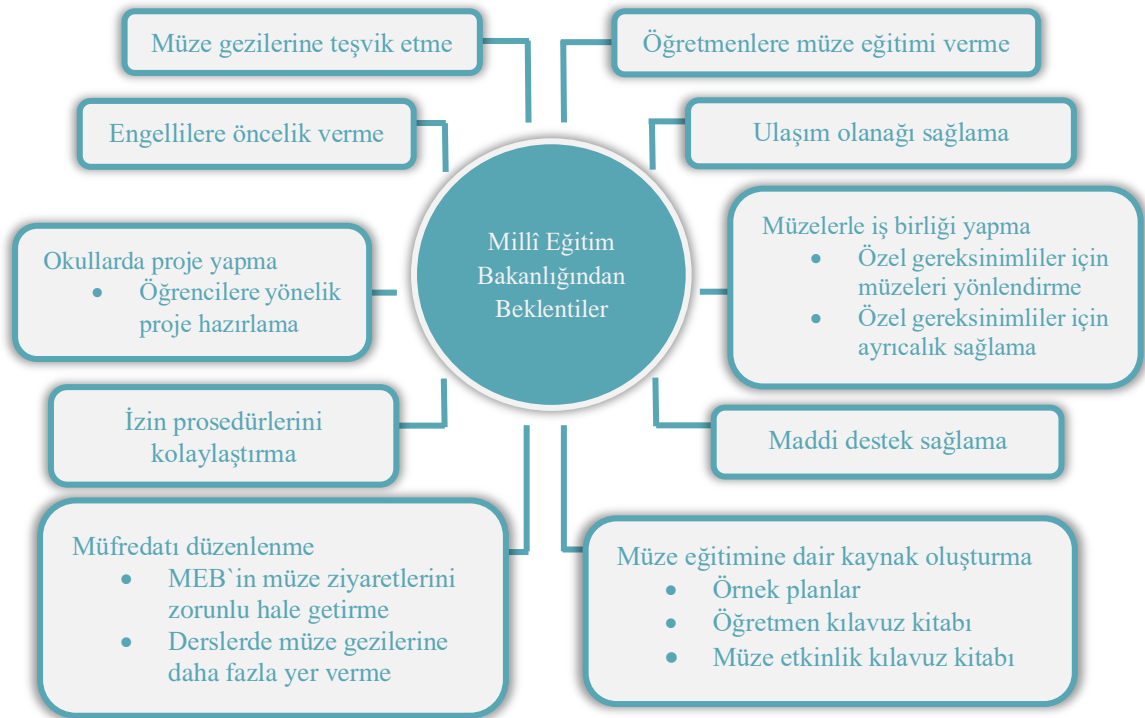 Müze gezilerine teşvik etme
Öğretmenlere müze eğitimi verme
Engellilere öncelik verme
Ulaşım olanağı sağlama
Millî Eğitim
Bakanlığından
Beklentiler
Okullarda proje yapma
• Öğrencilere yönelik
proje hazırlama
Müzelerle iş birliği yapma
• Özel gereksinimliler için
müzeleri yönlendirme
• Özel gereksinimliler için
ayrıcalık sağlama
İzin prosedürlerini
kolaylaştırma
Maddi destek sağlama
Müfredatı düzenlenme
• MEB`in müze ziyaretlerini
zorunlu hale getirme
• Derslerde müze gezilerine
daha fazla yer verme
Müze eğitimine dair kaynak oluşturma
• Örnek planlar
• Öğretmen kılavuz kitabı
• Müze etkinlik kılavuz kitabı